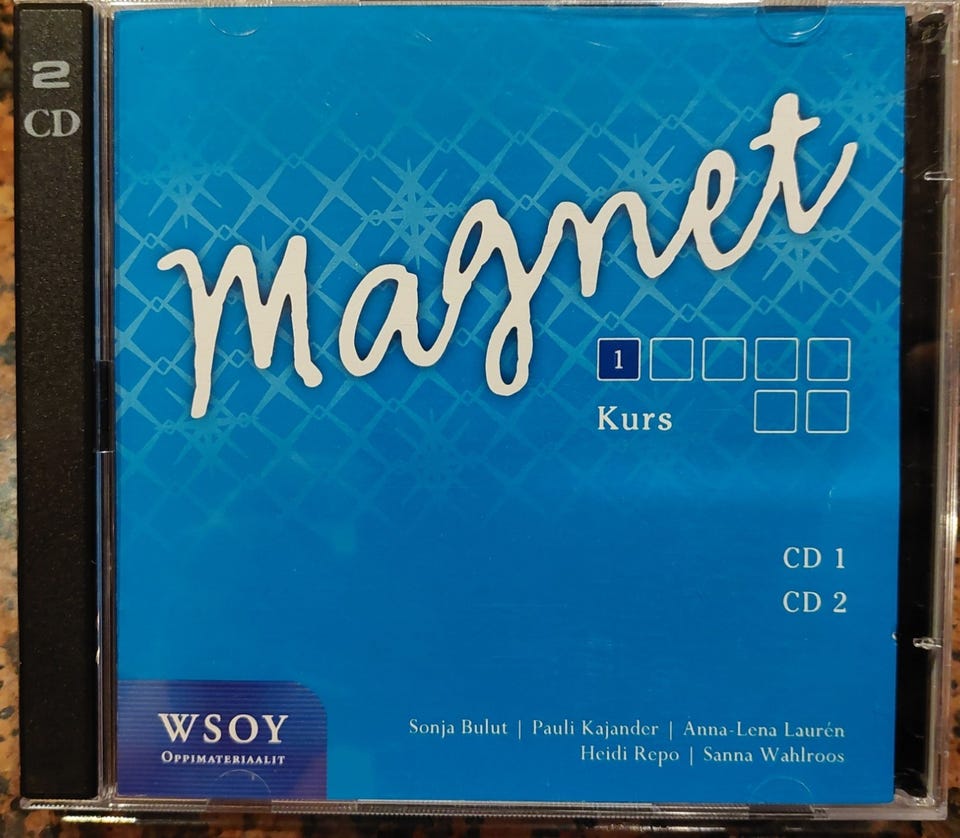 2
CD
Magnet
1
Kurs
CD 1
CD 2
WSOY
OPPIMATERIAALIT
Sonja Bulut | Pauli Kajander | Anna-Lena Laurén
Heidi Repo | Sanna Wahlroos